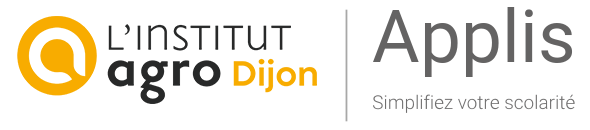 L'INSTITUT
agro Dijon
Applis
Simplifiez votre scolarité